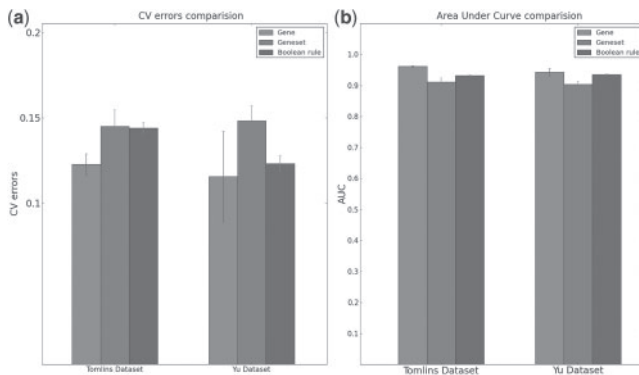 (a)
CV errors comparision
0.2
Gene
Geneset
Boolean rule
0.15
CV errors
0.1
Tomlins Dataset
Yu Dataset
(b)
Area Under Curve comparision
Gene
Geneset
Boolean rule
1.0
0.9
0.8
0.7
0.6
AUC
0.5
0.4
0.3
0.2
0.1
Tomlins Dataset
Yu Dataset